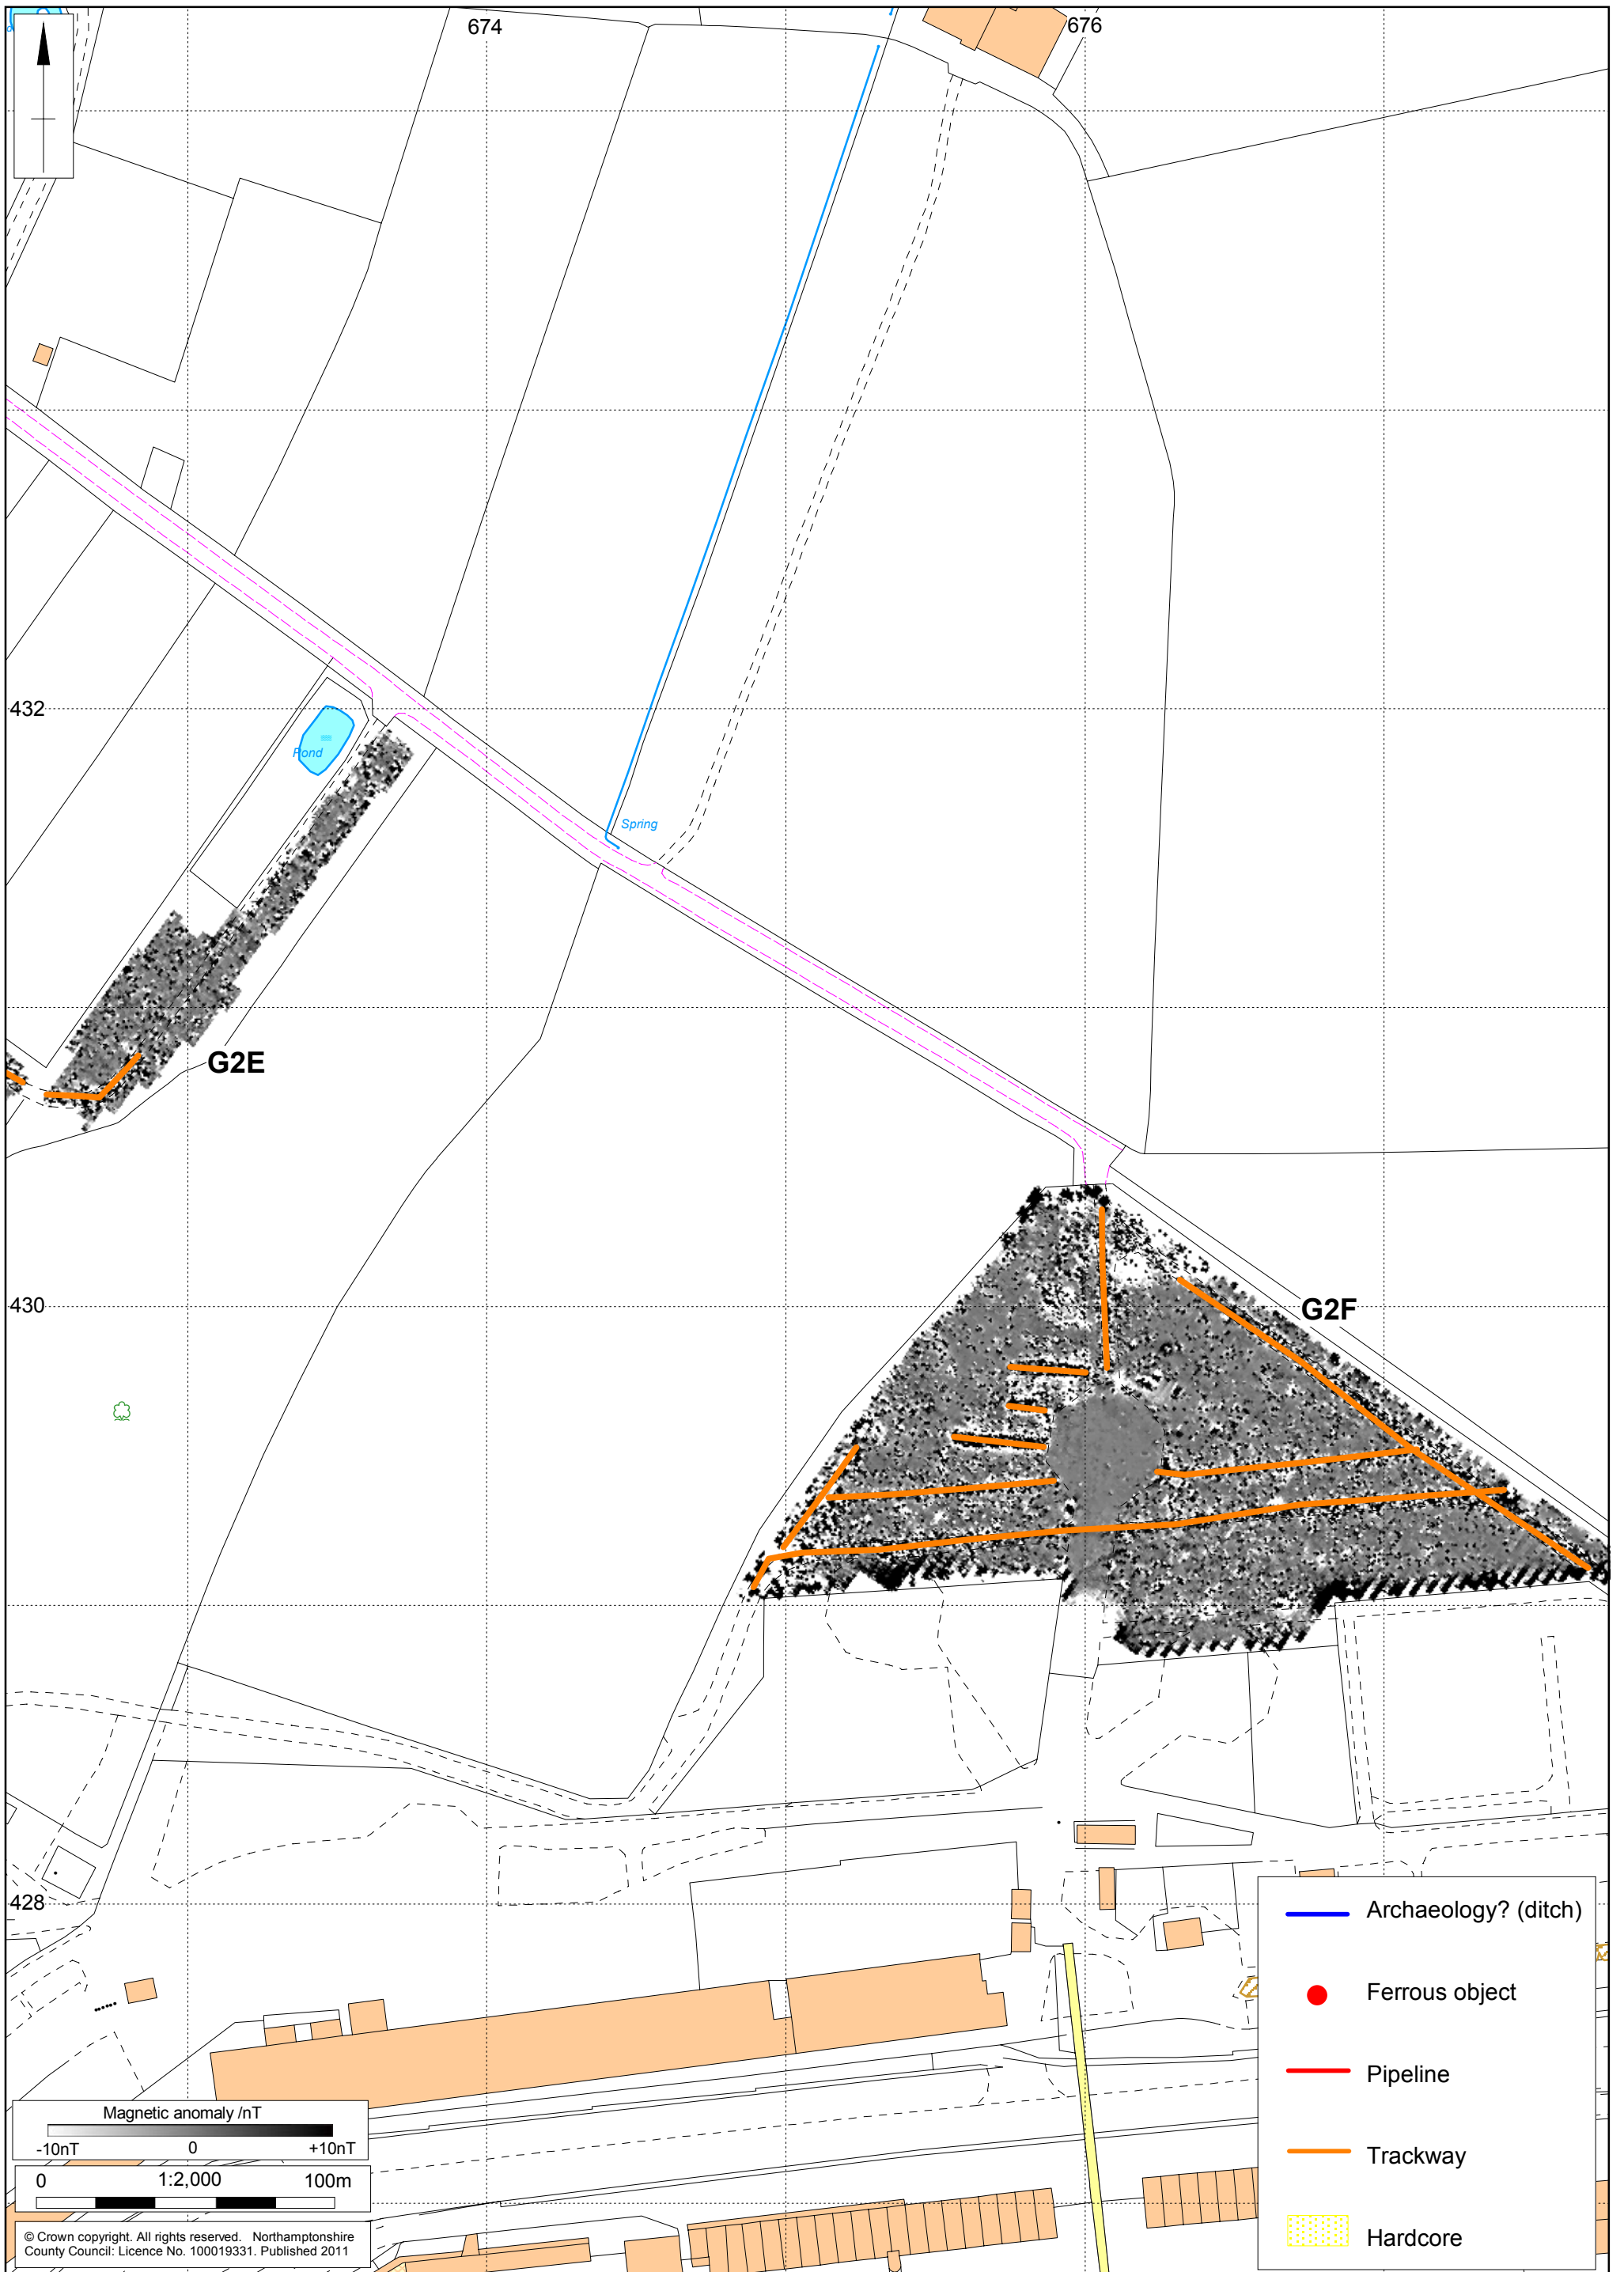 674
676
432
Pond
Spring
G2E
430
G2F
428
Archaeology? (ditch)
Ferrous object
Pipeline
Trackway
Hardcore
Magnetic anomaly /nT
-10nT 0 +10nT
0 1:2,000 100m
© Crown copyright. All rights reserved. Northamptonshire
County Council: Licence No. 100019331. Published 2011